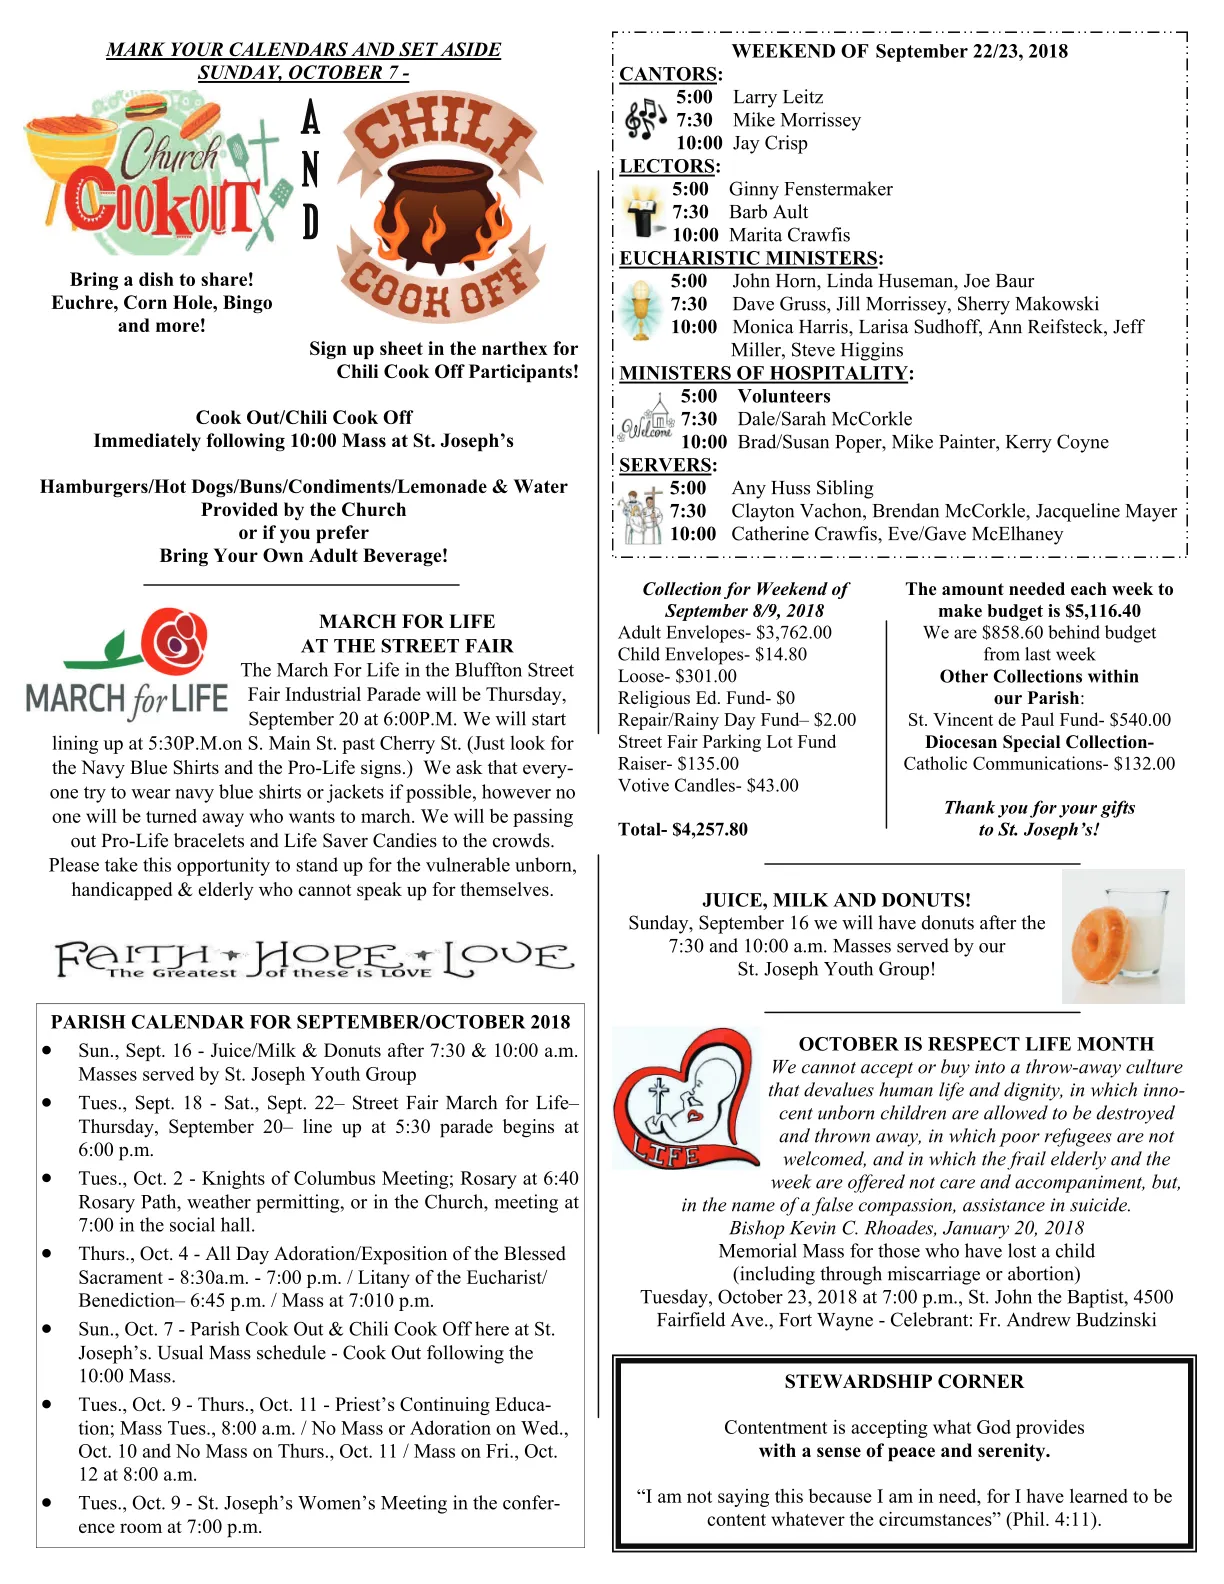 MARK YOUR CALENDARS AND SET ASIDE
SUNDAY, OCTOBER 7 -
Church
COOKOUT
AND
CHILI
COOK OFF
Bring a dish to share!
Euchre, Corn Hole, Bingo
and more!
Sign up sheet in the narthex for
Chili Cook Off Participants!
Cook Out/Chili Cook Off
Immediately following 10:00 Mass at St. Joseph’s
Hamburgers/Hot Dogs/Buns/Condiments/Lemonade & Water
Provided by the Church
or if you prefer
Bring Your Own Adult Beverage!
MARCH for LIFE
MARCH FOR LIFE
AT THE STREET FAIR
The March For Life in the Bluffton Street
Fair Industrial Parade will be Thursday,
September 20 at 6:00P.M. We will start
lining up at 5:30P.M.on S. Main St. past Cherry St. (Just look for
the Navy Blue Shirts and the Pro-Life signs.)  We ask that every-
one try to wear navy blue shirts or jackets if possible, however no
one will be turned away who wants to march. We will be passing
out Pro-Life bracelets and Life Saver Candies to the crowds.
Please take this opportunity to stand up for the vulnerable unborn,
handicapped & elderly who cannot speak up for themselves.
FAITH HOPE LOVE
The Greatest of these is LOVE
PARISH CALENDAR FOR SEPTEMBER/OCTOBER 2018
● Sun., Sept. 16 - Juice/Milk & Donuts after 7:30 & 10:00 a.m.
Masses served by St. Joseph Youth Group
● Tues., Sept. 18 - Sat., Sept. 22– Street Fair March for Life–
Thursday, September 20– line up at 5:30 parade begins at
6:00 p.m.
● Tues., Oct. 2 - Knights of Columbus Meeting; Rosary at 6:40
Rosary Path, weather permitting, or in the Church, meeting at
7:00 in the social hall.
● Thurs., Oct. 4 - All Day Adoration/Exposition of the Blessed
Sacrament - 8:30a.m. - 7:00 p.m. / Litany of the Eucharist/
Benediction– 6:45 p.m. / Mass at 7:010 p.m.
● Sun., Oct. 7 - Parish Cook Out & Chili Cook Off here at St.
Joseph’s. Usual Mass schedule - Cook Out following the
10:00 Mass.
● Tues., Oct. 9 - Thurs., Oct. 11 - Priest’s Continuing Educa-
tion; Mass Tues., 8:00 a.m. / No Mass or Adoration on Wed.,
Oct. 10 and No Mass on Thurs., Oct. 11 / Mass on Fri., Oct.
12 at 8:00 a.m.
● Tues., Oct. 9 - St. Joseph’s Women’s Meeting in the confer-
ence room at 7:00 p.m.
WEEKEND OF September 22/23, 2018
CANTORS:
5:00 Larry Leitz
7:30 Mike Morrissey
10:00 Jay Crisp
LECTORS:
5:00 Ginny Fenstermaker
7:30 Barb Ault
10:00 Marita Crawfis
EUCHARISTIC MINISTERS:
5:00 John Horn, Linda Huseman, Joe Baur
7:30 Dave Gruss, Jill Morrissey, Sherry Makowski
10:00 Monica Harris, Larisa Sudhoff, Ann Reifsteck, Jeff
Miller, Steve Higgins
MINISTERS OF HOSPITALITY:
Welcome
5:00 Volunteers
7:30 Dale/Sarah McCorkle
10:00 Brad/Susan Poper, Mike Painter, Kerry Coyne
SERVERS:
5:00 Any Huss Sibling
7:30 Clayton Vachon, Brendan McCorkle, Jacqueline Mayer
10:00 Catherine Crawfis, Eve/Gave McElhaney
Collection for Weekend of
September 8/9, 2018
Adult Envelopes- $3,762.00
Child Envelopes- $14.80
Loose- $301.00
Religious Ed. Fund- $0
Repair/Rainy Day Fund– $2.00
Street Fair Parking Lot Fund
Raiser- $135.00
Votive Candles- $43.00
Total- $4,257.80
The amount needed each week to
make budget is $5,116.40
We are $858.60 behind budget
from last week
Other Collections within
our Parish:
St. Vincent de Paul Fund- $540.00
Diocesan Special Collection-
Catholic Communications- $132.00
Thank you for your gifts
to St. Joseph’s!
JUICE, MILK AND DONUTS!
Sunday, September 16 we will have donuts after the
7:30 and 10:00 a.m. Masses served by our
St. Joseph Youth Group!
LIFE
OCTOBER IS RESPECT LIFE MONTH
We cannot accept or buy into a throw-away culture
that devalues human life and dignity, in which inno-
cent unborn children are allowed to be destroyed
and thrown away, in which poor refugees are not
welcomed, and in which the frail elderly and the
week are offered not care and accompaniment, but,
in the name of a false compassion, assistance in suicide.
Bishop Kevin C. Rhoades, January 20, 2018
Memorial Mass for those who have lost a child
(including through miscarriage or abortion)
Tuesday, October 23, 2018 at 7:00 p.m., St. John the Baptist, 4500
Fairfield Ave., Fort Wayne - Celebrant: Fr. Andrew Budzinski
STEWARDSHIP CORNER
Contentment is accepting what God provides
with a sense of peace and serenity.
“I am not saying this because I am in need, for I have learned to be
content whatever the circumstances” (Phil. 4:11).